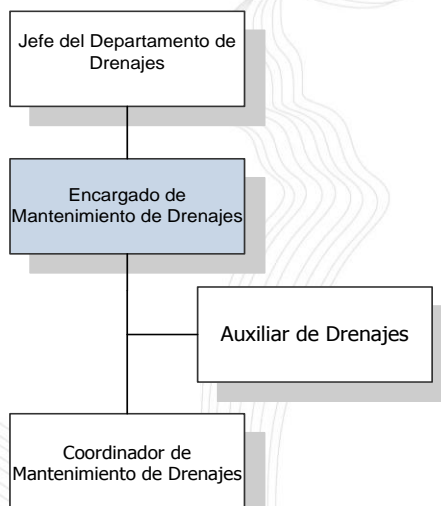 Jefe del Departamento de
Drenajes
Encargado de
Mantenimiento de Drenajes
Auxiliar de Drenajes
Coordinador de
Mantenimiento de Drenajes